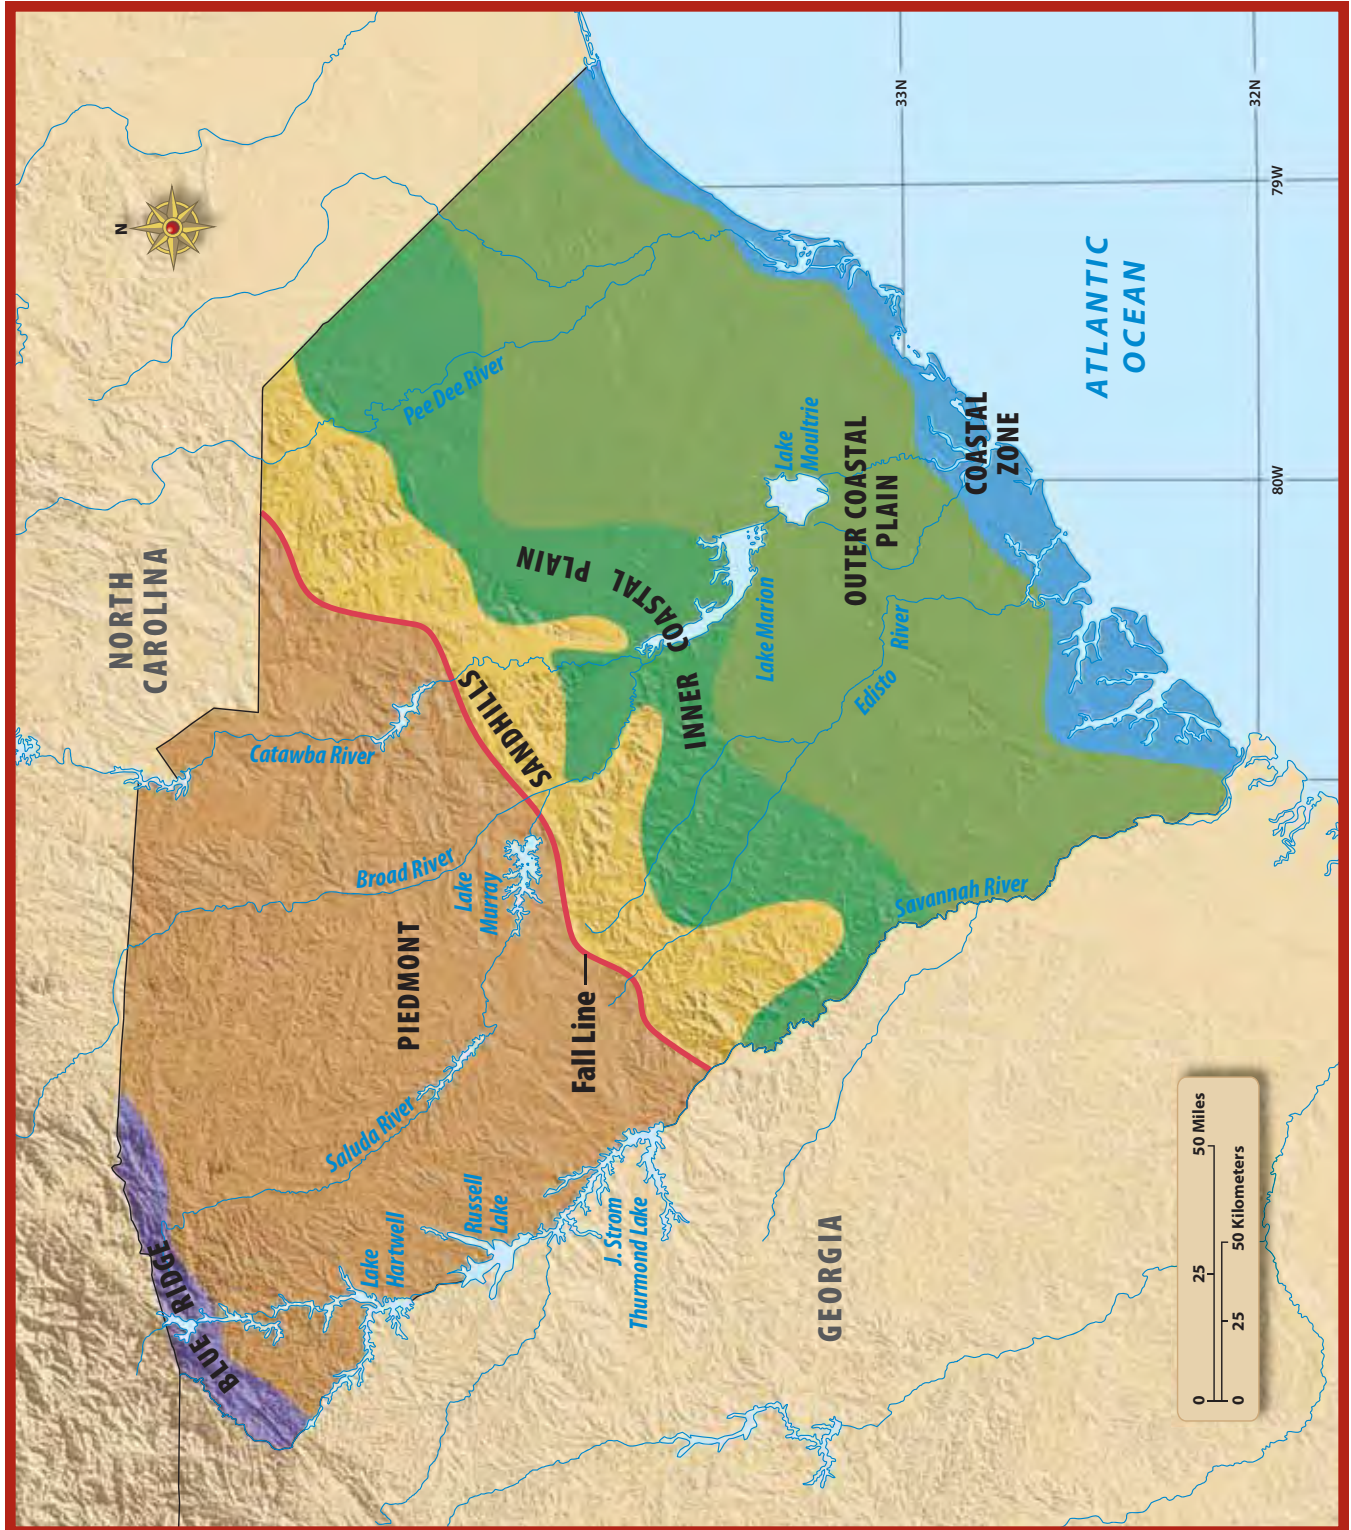 N
NORTH
CAROLINA
BLUE RIDGE
PIEDMONT
SANDHILLS
INNER COASTAL PLAIN
OUTER COASTAL
PLAIN
COASTAL
ZONE
Fall Line
GEORGIA
ATLANTIC
OCEAN
Catawba River
Broad River
Saluda River
Pee Dee River
Edisto
River
Savannah River
Lake
Murray
Lake
Hartwell
Russell
Lake
J. Strom
Thurmond Lake
Lake Marion
Lake
Moultrie
33N
32N
79W
80W
0 25 50 Miles
0 25 50 Kilometers